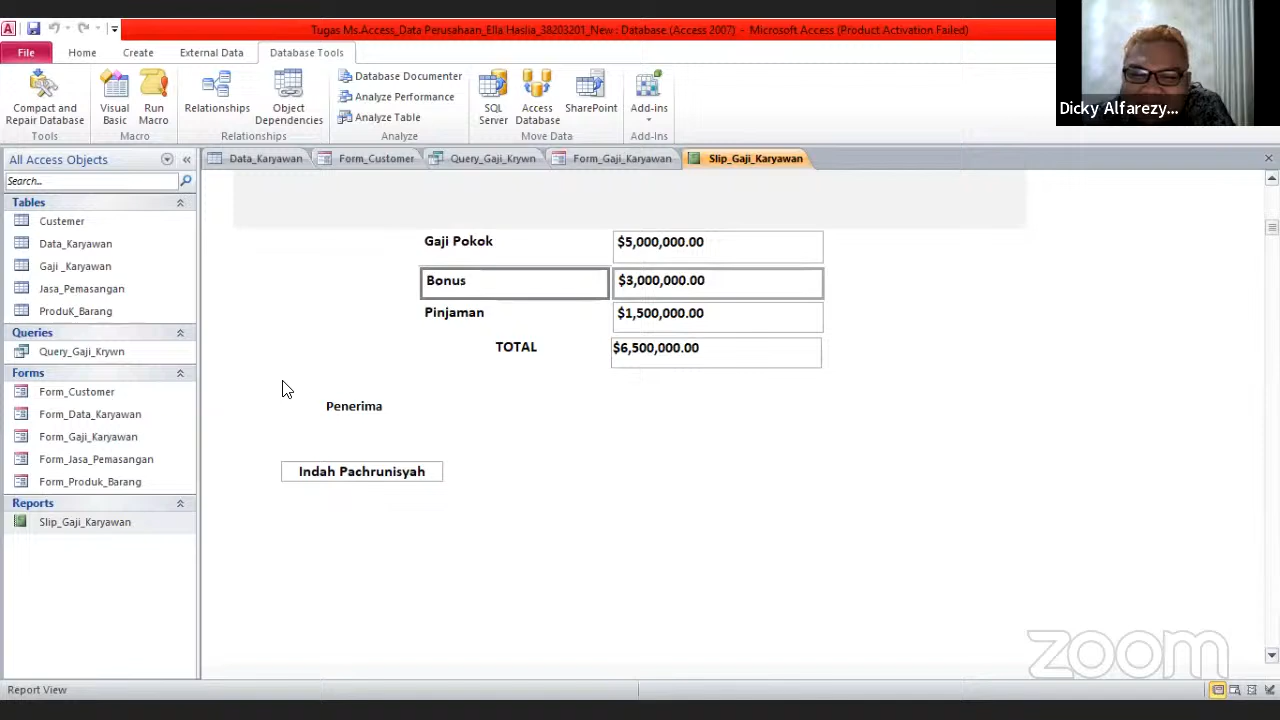 Tugas Ms.Access_Data Perusahaan_Ella Haslia_38203201_New : Database (Access 2007) - Microsoft Access (Product Activation Failed)
File Home Create External Data Database Tools
Dicky Alfarezy...
Compact and Repair Database
Visual Basic
Run Macro
Relationships
Object Dependencies
Database Documenter
Analyze Performance
Analyze Table
SQL Server
Access Database
SharePoint
Add-ins
Tools Macro Relationships Analyze Move Data Add-Ins
All Access Objects
Data_Karyawan Form_Customer Query_Gaji_Krywn Form_Gaji_Karyawan Slip_Gaji_Karyawan
Search...
Tables
Custemer
Data_Karyawan
Gaji _Karyawan
Jasa_Pemasangan
ProduK_Barang
Queries
Query_Gaji_Krywn
Forms
Form_Customer
Form_Data_Karyawan
Form_Gaji_Karyawan
Form_Jasa_Pemasangan
Form_Produk_Barang
Reports
Slip_Gaji_Karyawan
Gaji Pokok $5,000,000.00
Bonus $3,000,000.00
Pinjaman $1,500,000.00
TOTAL $6,500,000.00
Penerima
Indah Pachrunisyah
zoom
Report View